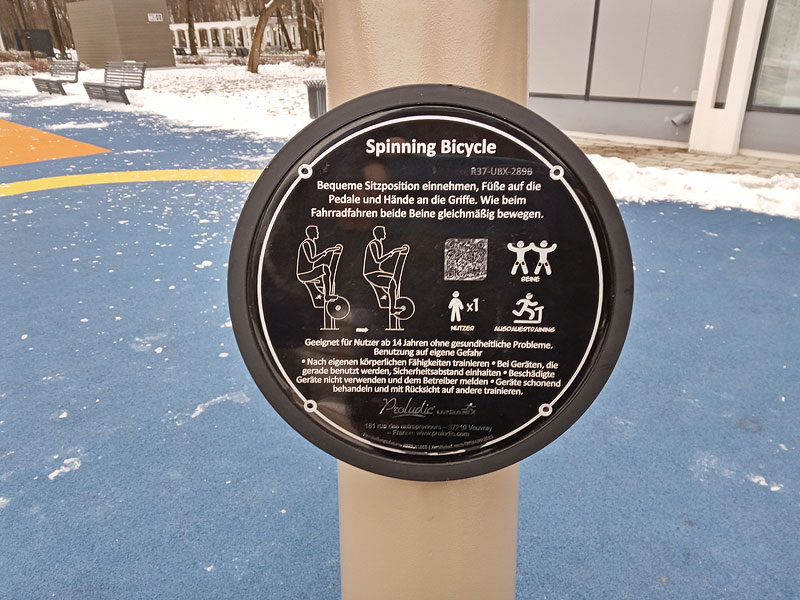 Spinning Bicycle
R37-UBX-289B
Bequeme Sitzposition einnehmen, Füße auf die
Pedale und Hände an die Griffe. Wie beim
Fahrradfahren beide Beine gleichmäßig bewegen.
BEINE
x1
NUTZER
AUSDAUERTRAINING
Geeignet für Nutzer ab 14 Jahren ohne gesundheitliche Probleme.
Benutzung auf eigene Gefahr
• Nach eigenen körperlichen Fähigkeiten trainieren • Bei Geräten, die
gerade benutzt werden, Sicherheitsabstand einhalten • Beschädigte
Geräte nicht verwenden und dem Betreiber melden • Geräte schonend
behandeln und mit Rücksicht auf andere trainieren.
Proludic
161 rue des entrepreneurs – 37210 Vouvray
– France. www.proludic.com